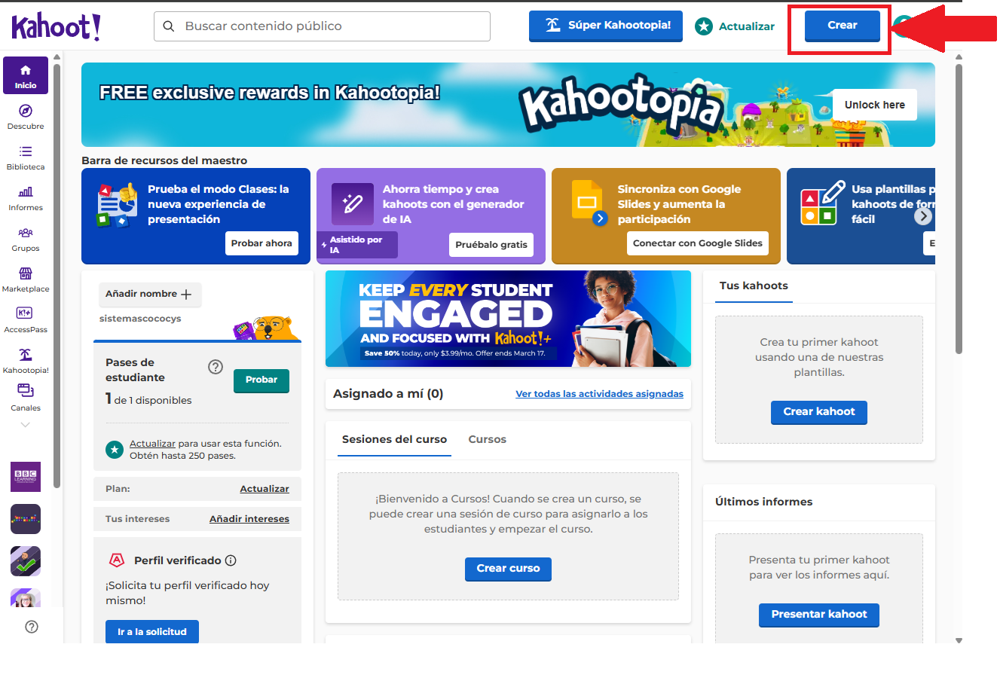 Kahoot!
Buscar contenido público
Súper Kahootopia!
Actualizar
Crear
Inicio
Descubre
Biblioteca
Informes
Grupos
Marketplace
K!+
AccessPass
Kahootopia!
Canales
BBC
LEARNING
FREE exclusive rewards in Kahootopia!
Kahootopia
Unlock here
Barra de recursos del maestro
Prueba el modo Clases: la
nueva experiencia de
presentación
Probar ahora
Ahorra tiempo y crea
kahoots con el generador
de IA
Asistido por
IA
Pruébalo gratis
Sincroniza con Google
Slides y aumenta la
participación
Conectar con Google Slides
Usa plantillas p
kahoots de for
fácil
E
Añadir nombre
sistemascococys
Pases de
estudiante
1 de 1 disponibles
Probar
Actualizar para usar esta función.
Obtén hasta 250 pases.
Plan:
Actualizar
Tus intereses
Añadir intereses
Perfil verificado
¡Solicita tu perfil verificado hoy
mismo!
Ir a la solicitud
KEEP EVERY STUDENT
ENGAGED
AND FOCUSED WITH Kahoot!+
Save 50% today, only $3.99/mo. Offer ends March 17.
Asignado a mí (0)
Ver todas las actividades asignadas
Sesiones del curso
Cursos
¡Bienvenido a Cursos! Cuando se crea un curso, se
puede crear una sesión de curso para asignarlo a los
estudiantes y empezar el curso.
Crear curso
Tus kahoots
Crea tu primer kahoot
usando una de nuestras
plantillas.
Crear kahoot
Últimos informes
Presenta tu primer kahoot
para ver los informes aquí.
Presentar kahoot